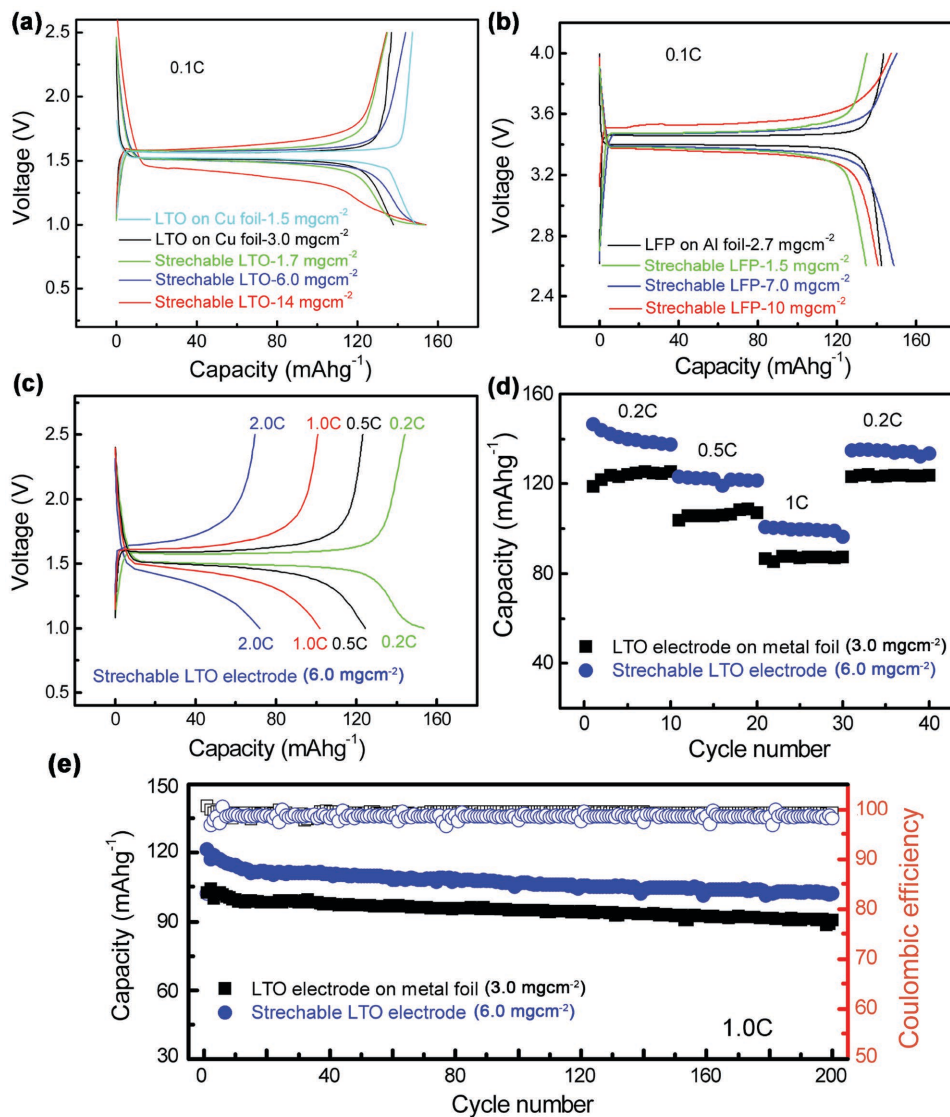 (a)
2.5
2.0
1.5
1.0
0.5
Voltage (V)
0.1C
LTO on Cu foil-1.5 mgcm-2
LTO on Cu foil-3.0 mgcm-2
Strechable LTO-1.7 mgcm-2
Strechable LTO-6.0 mgcm-2
Strechable LTO-14 mgcm-2
0 40 80 120 160
Capacity (mAhg-1)
(b)
4.0
3.6
3.2
2.8
2.4
Voltage (V)
0.1C
LFP on Al foil-2.7 mgcm-2
Strechable LFP-1.5 mgcm-2
Strechable LFP-7.0 mgcm-2
Strechable LFP-10 mgcm-2
0 40 80 120 160
Capacity (mAhg-1)
(c)
2.5
2.0
1.5
1.0
0.5
Voltage (V)
2.0C 1.0C 0.5C 0.2C
2.0C 1.0C 0.5C 0.2C
Strechable LTO electrode (6.0 mgcm-2)
0 40 80 120 160
Capacity (mAhg-1)
(d)
160
120
80
40
Capacity (mAhg-1)
0.2C
0.5C
1C
0.2C
LTO electrode on metal foil (3.0 mgcm-2)
Strechable LTO electrode (6.0 mgcm-2)
0 10 20 30 40
Cycle number
(e)
150
120
90
60
30
Capacity (mAhg-1)
100
90
80
70
60
50
Coulombic efficiency
LTO electrode on metal foil (3.0 mgcm-2)
Strechable LTO electrode (6.0 mgcm-2)
1.0C
0 40 80 120 160 200
Cycle number